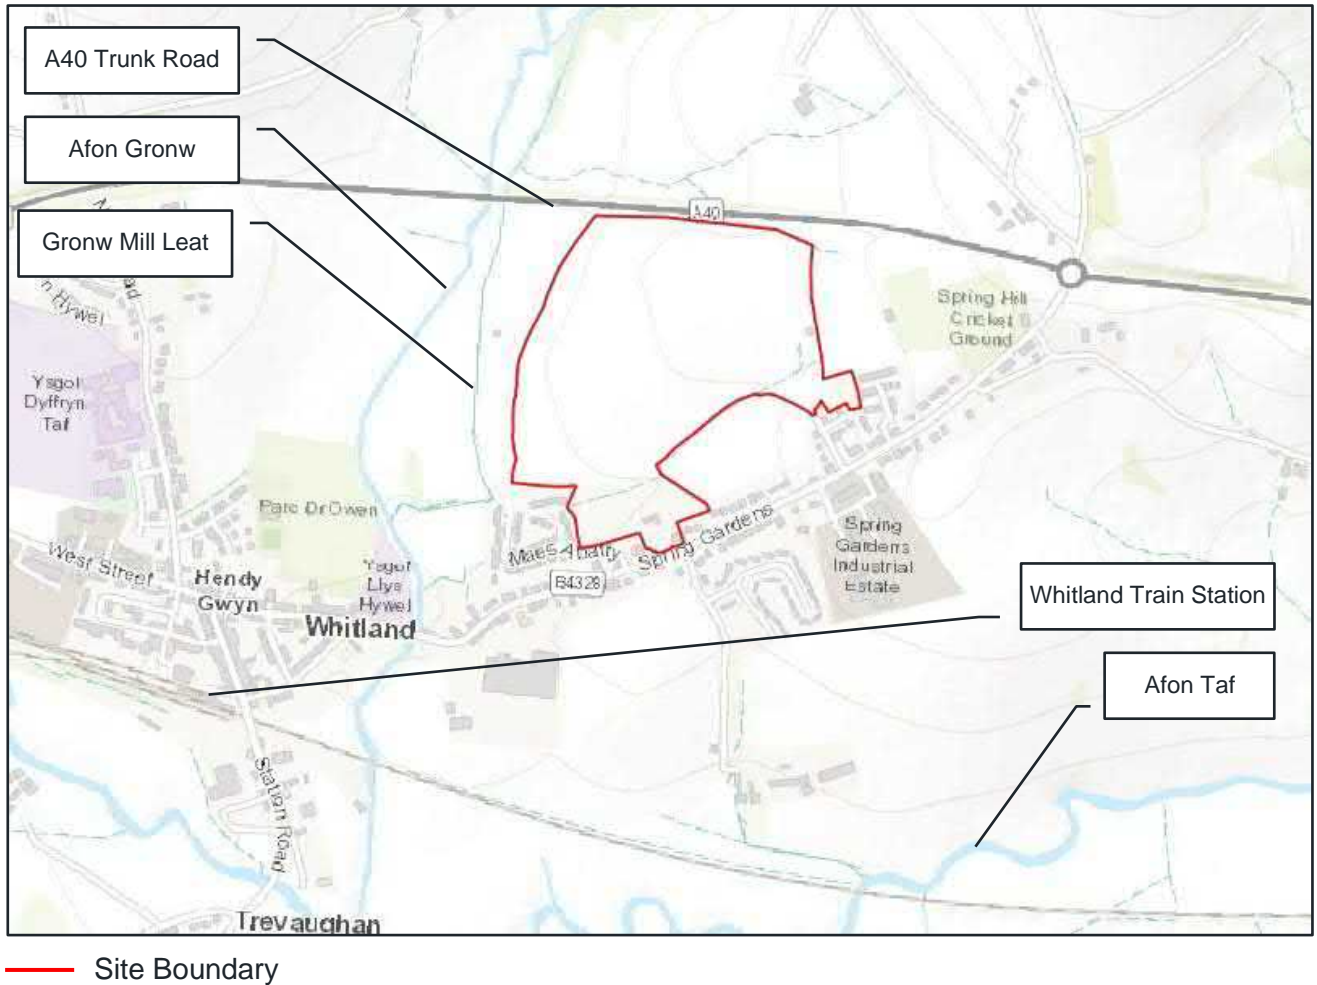 A40 Trunk Road
Afon Gronw
Gronw Mill Leat
A40
Spring Hill
Cricket
Ground
Hywel
Ysgol
Dyffryn
Taf
Parc Dr Owen
West Street
Hendy
Gwyn
Ysgol
Llys
Hywel
Whitland
Maes Abaty
B4328
Spring Gardens
Spring
Gardens
Industrial
Estate
Whitland Train Station
Afon Taf
Station Road
Trevaughan
Site Boundary